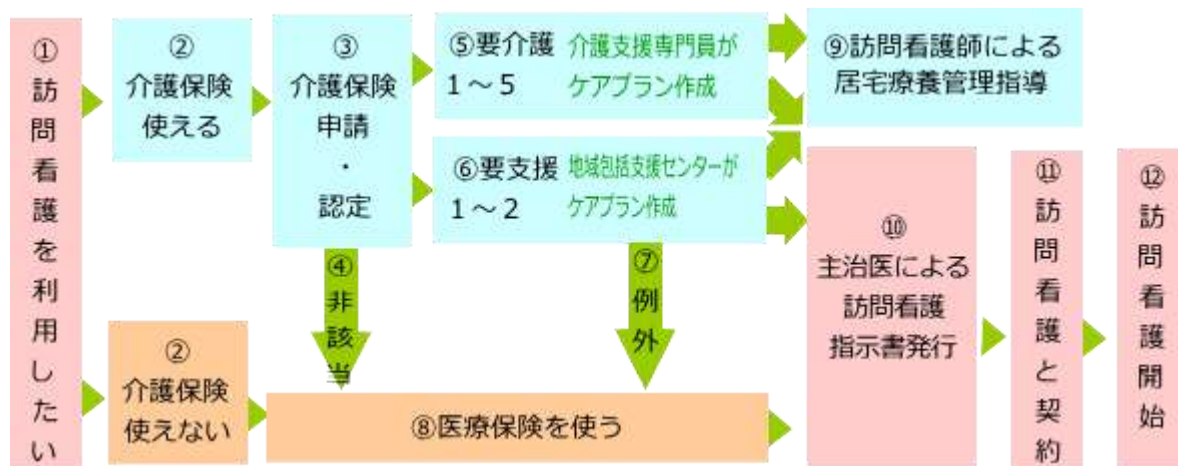 ①訪問看護を利用したい
②
介護保険
使える
③
介護保険
申請
・
認定
④非該当
⑤要介護
1～5
介護支援専門員が
ケアプラン作成
⑥要支援
1～2
地域包括支援センターが
ケアプラン作成
⑦例外
②
介護保険
使えない
⑧医療保険を使う
⑨訪問看護師による
居宅療養管理指導
⑩
主治医による
訪問看護
指示書発行
⑪訪問看護と契約
⑫訪問看護開始